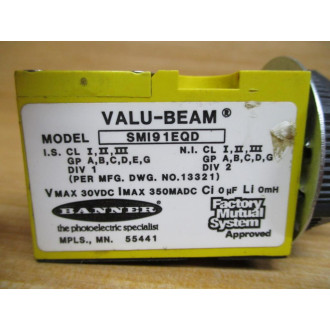 VALU-BEAM®
MODEL SMI91EQD
I.S. CL I,II,III N.I. CL I,II,III
GP A,B,C,D,E,G GP A,B,C,D,G
DIV 1 DIV 2
(PER MFG. DWG. NO.13321)
VMAX 30VDC IMAX 350MADC Ci 0µF Li 0mH
BANNER
the photoelectric specialist
MPLS., MN. 55441
Factory
Mutual
System
Approved